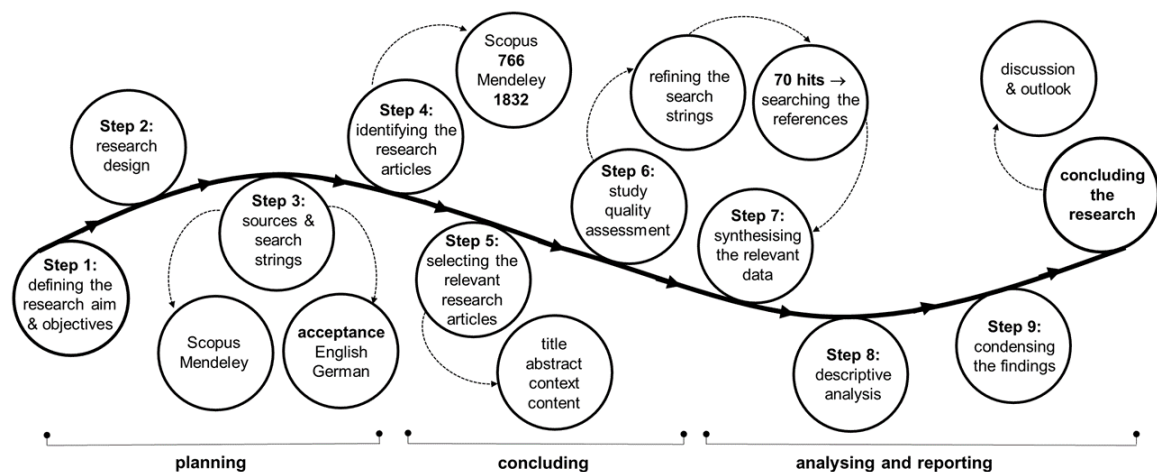 Step 1:
defining the
research aim
& objectives
Step 2:
research
design
Step 3:
sources &
search
strings
Scopus
Mendeley
acceptance
English
German
Step 4:
identifying the
research
articles
Scopus
766
Mendeley
1832
Step 5:
selecting the
relevant
research
articles
title
abstract
context
content
Step 6:
study
quality
assessment
refining the
search
strings
70 hits →
searching the
references
Step 7:
synthesising
the relevant
data
Step 8:
descriptive
analysis
Step 9:
condensing
the findings
concluding
the
research
discussion
& outlook
planning
concluding
analysing and reporting